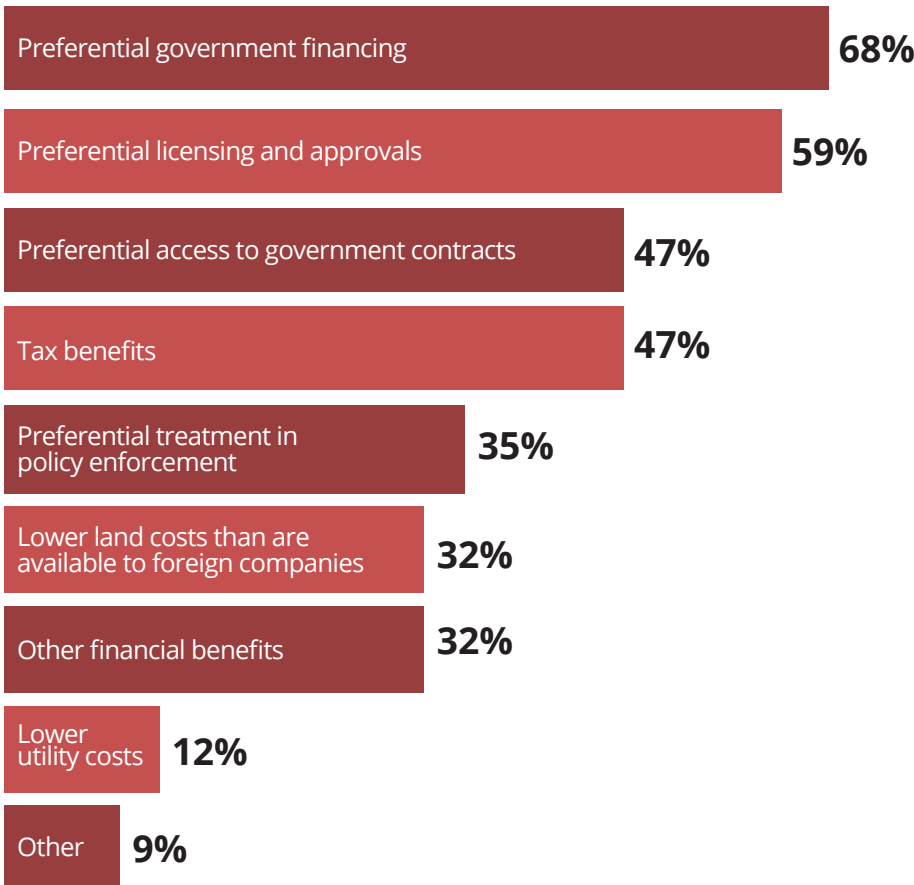 Preferential government financing 68%
Preferential licensing and approvals 59%
Preferential access to government contracts 47%
Tax benefits 47%
Preferential treatment in
policy enforcement 35%
Lower land costs than are
available to foreign companies 32%
Other financial benefits 32%
Lower
utility costs 12%
Other 9%